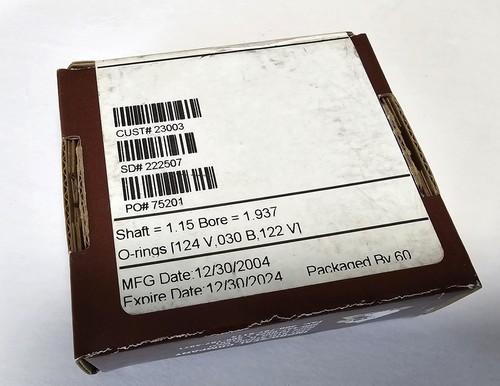 CUST# 23003
SD# 222507
PO# 75201
Shaft = 1.15 Bore = 1.937
O-rings [124 V,030 B,122 V]
MFG Date:12/30/2004
Expire Date:12/30/2024 Packaged By 60